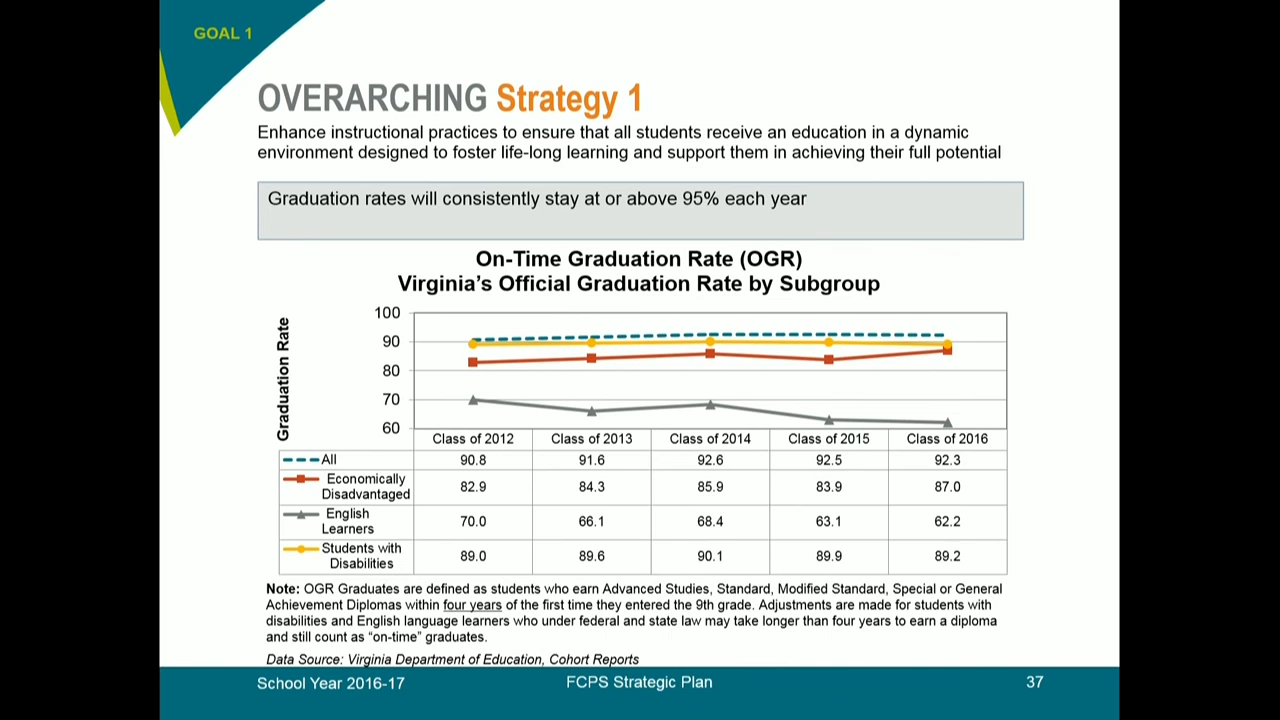 GOAL 1
OVERARCHING Strategy 1
Enhance instructional practices to ensure that all students receive an education in a dynamic
environment designed to foster life-long learning and support them in achieving their full potential
Graduation rates will consistently stay at or above 95% each year
On-Time Graduation Rate (OGR)
Virginia's Official Graduation Rate by Subgroup
Graduation Rate
100
90
80
70
60
Class of 2012 Class of 2013 Class of 2014 Class of 2015 Class of 2016
All 90.8 91.6 92.6 92.5 92.3
Economically
Disadvantaged 82.9 84.3 85.9 83.9 87.0
English
Learners 70.0 66.1 68.4 63.1 62.2
Students with
Disabilities 89.0 89.6 90.1 89.9 89.2
Note: OGR Graduates are defined as students who earn Advanced Studies, Standard, Modified Standard, Special or General
Achievement Diplomas within four years of the first time they entered the 9th grade. Adjustments are made for students with
disabilities and English language learners who under federal and state law may take longer than four years to earn a diploma
and still count as “on-time” graduates.
Data Source: Virginia Department of Education, Cohort Reports
School Year 2016-17 FCPS Strategic Plan 37